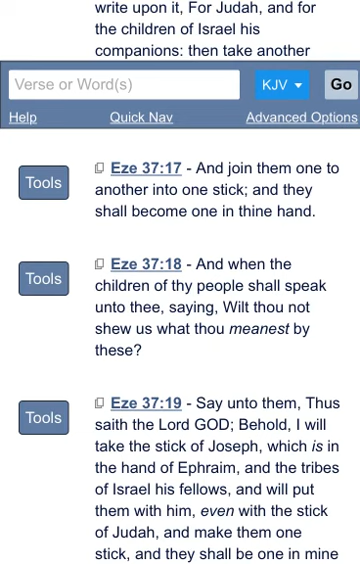 write upon it, For Judah, and for
the children of Israel his
companions: then take another
Verse or Word(s)
KJV
Go
Help
Quick Nav
Advanced Options
Tools
Eze 37:17 - And join them one to
another into one stick; and they
shall become one in thine hand.
Tools
Eze 37:18 - And when the
children of thy people shall speak
unto thee, saying, Wilt thou not
shew us what thou meanest by
these?
Tools
Eze 37:19 - Say unto them, Thus
saith the Lord GOD; Behold, I will
take the stick of Joseph, which is in
the hand of Ephraim, and the tribes
of Israel his fellows, and will put
them with him, even with the stick
of Judah, and make them one
stick, and they shall be one in mine